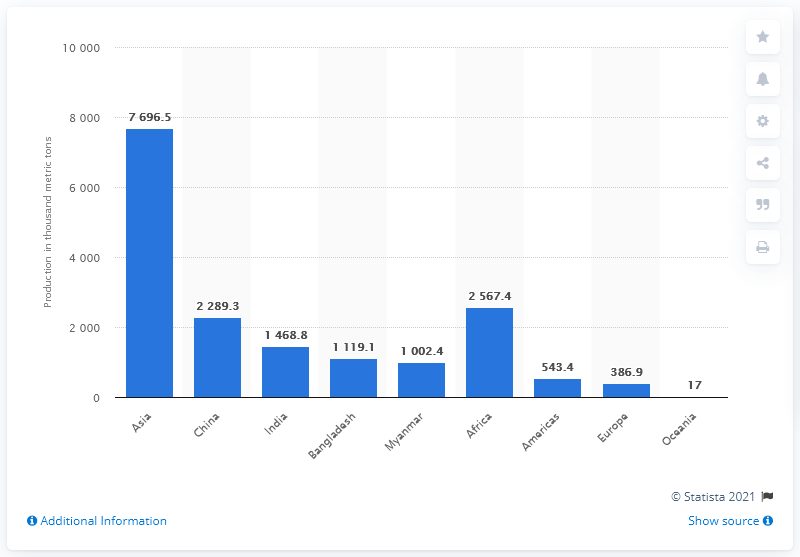 10 000
8 000
6 000
4 000
2 000
0
Production in thousand metric tons
7 696.5
2 289.3
1 468.8
1 119.1
1 002.4
2 567.4
543.4
386.9
17
Asia
China
India
Bangladesh
Myanmar
Africa
Americas
Europe
Oceania
© Statista 2021
Additional Information
Show source